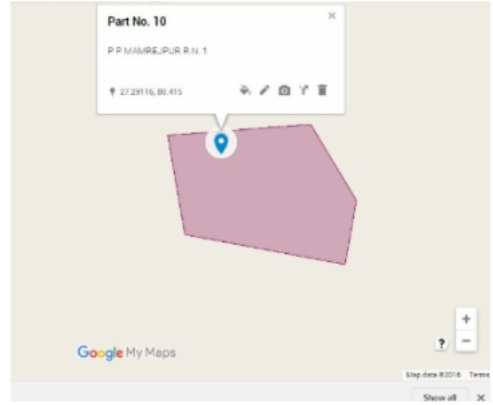 Part No. 10
P P MAMREJPUR R.N. 1
27.29116, 80.415
Google My Maps
Map data ©2016 Terms
Show all